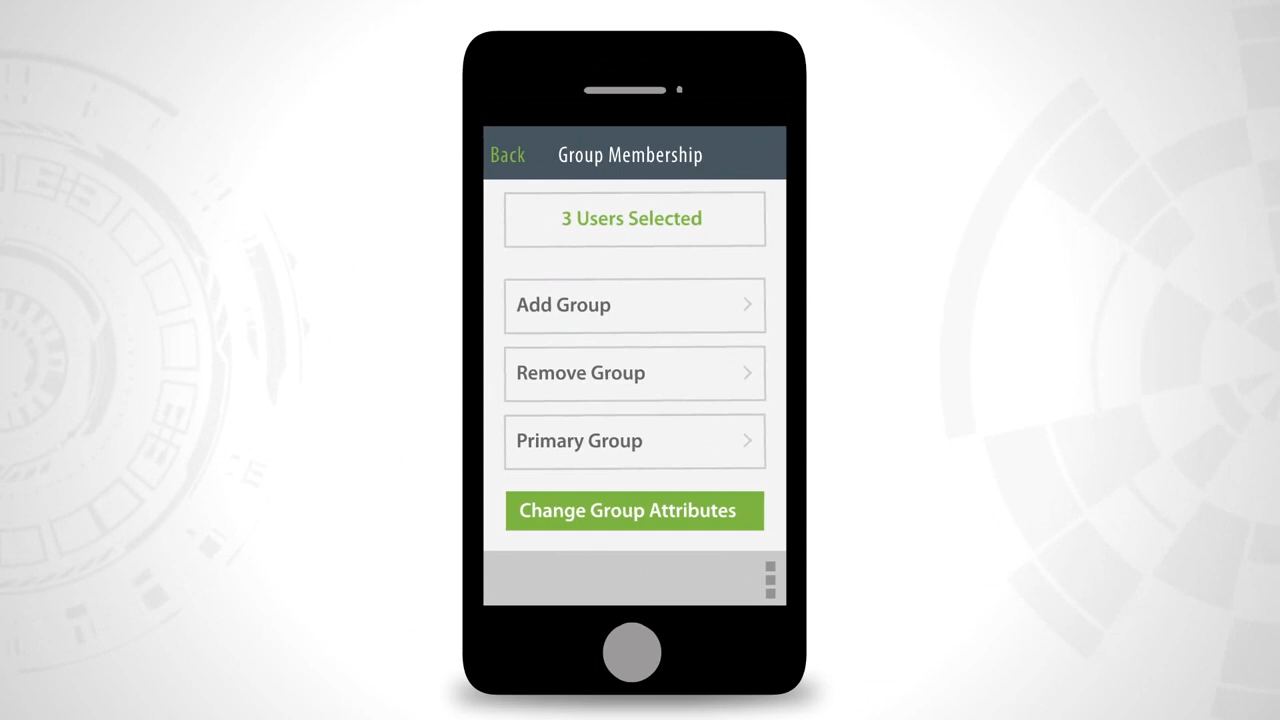 Back Group Membership
3 Users Selected
Add Group
Remove Group
Primary Group
Change Group Attributes